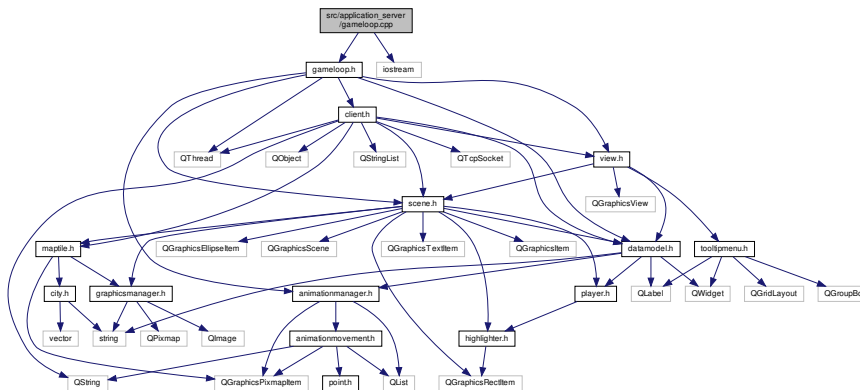 src/application_server
/gameloop.cpp
gameloop.h
iostream
client.h
QThread
QObject
QStringList
QTcpSocket
view.h
scene.h
QGraphicsView
maptile.h
QGraphicsEllipseItem
QGraphicsScene
QGraphicsTextItem
QGraphicsItem
datamodel.h
tooltipmenu.h
city.h
graphicsmanager.h
animationmanager.h
player.h
QLabel
QWidget
QGridLayout
QGroupBo
vector
string
QPixmap
QImage
animationmovement.h
highlighter.h
QString
QGraphicsPixmapItem
point.h
QList
QGraphicsRectItem